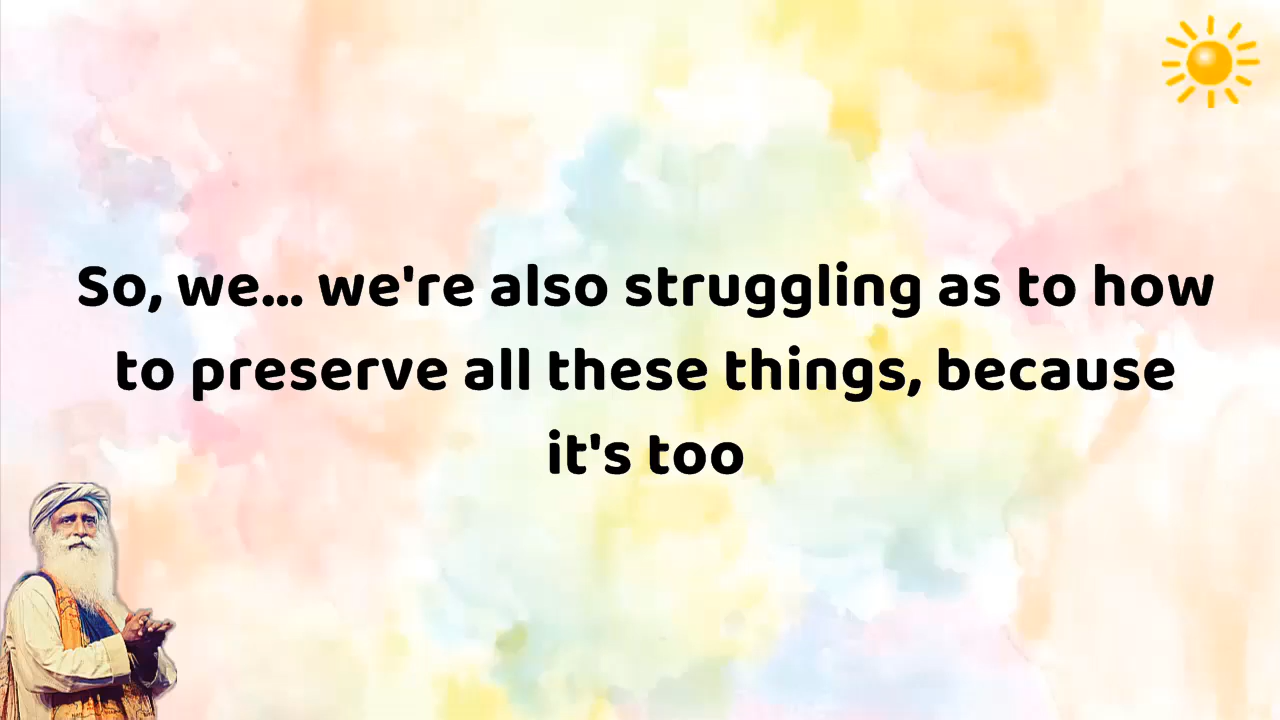 So, we... we're also struggling as to how
to preserve all these things, because
it's too